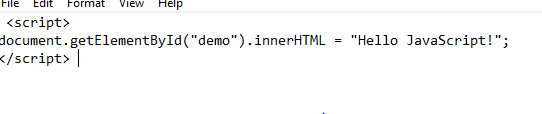 File Edit Format View Help
<script>
document.getElementById("demo").innerHTML = "Hello JavaScript!";
</script>